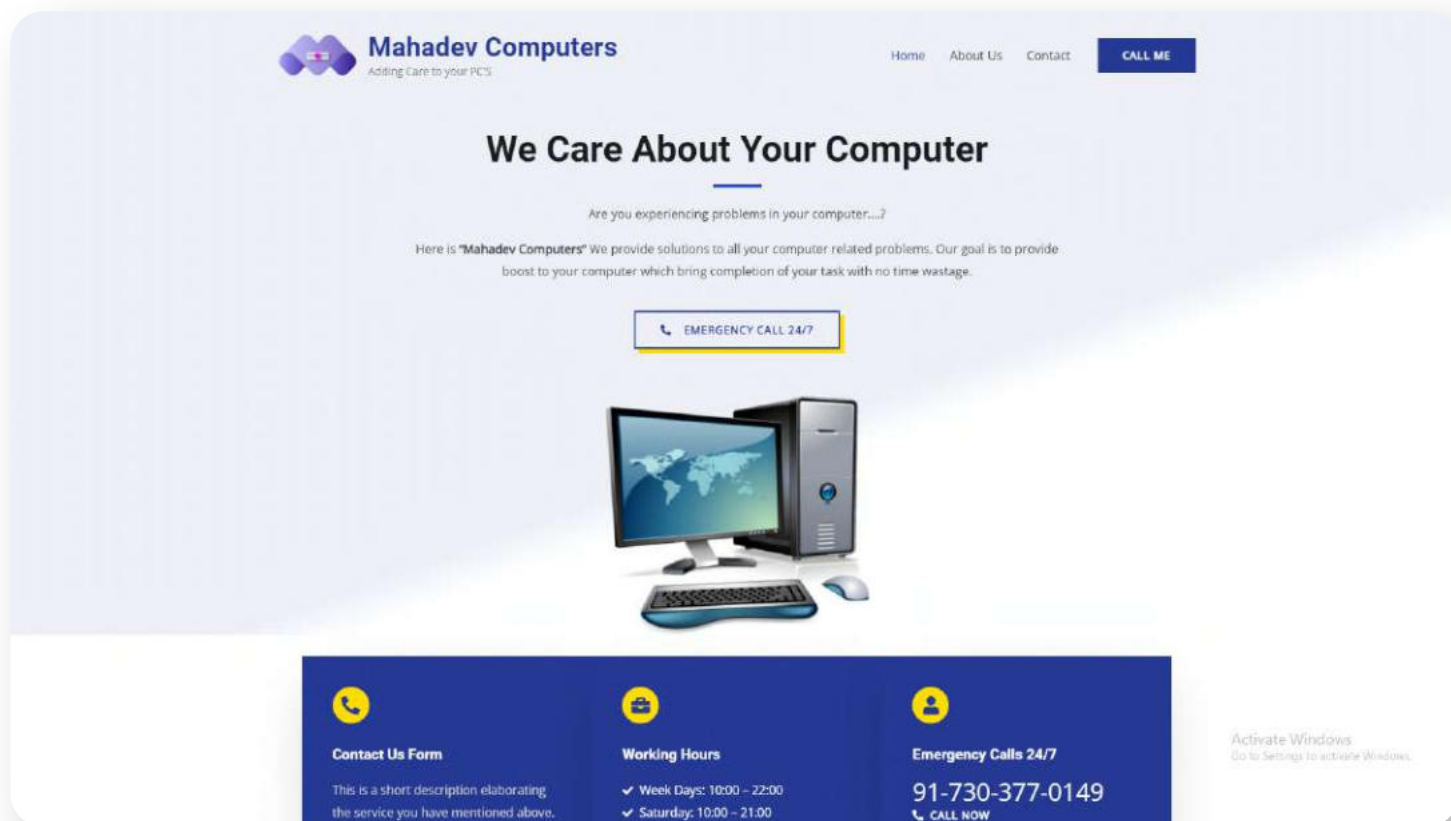 Mahadev Computers
Adding Care to your PC'S
Home About Us Contact CALL ME
We Care About Your Computer
Are you experiencing problems in your computer....?
Here is "Mahadev Computers" We provide solutions to all your computer related problems. Our goal is to provide
boost to your computer which bring completion of your task with no time wastage.
EMERGENCY CALL 24/7
Contact Us Form
This is a short description elaborating
the service you have mentioned above.
Working Hours
Week Days: 10:00 – 22:00
Saturday: 10:00 – 21:00
Emergency Calls 24/7
91-730-377-0149
CALL NOW
Activate Windows
Go to Settings to activate Windows.